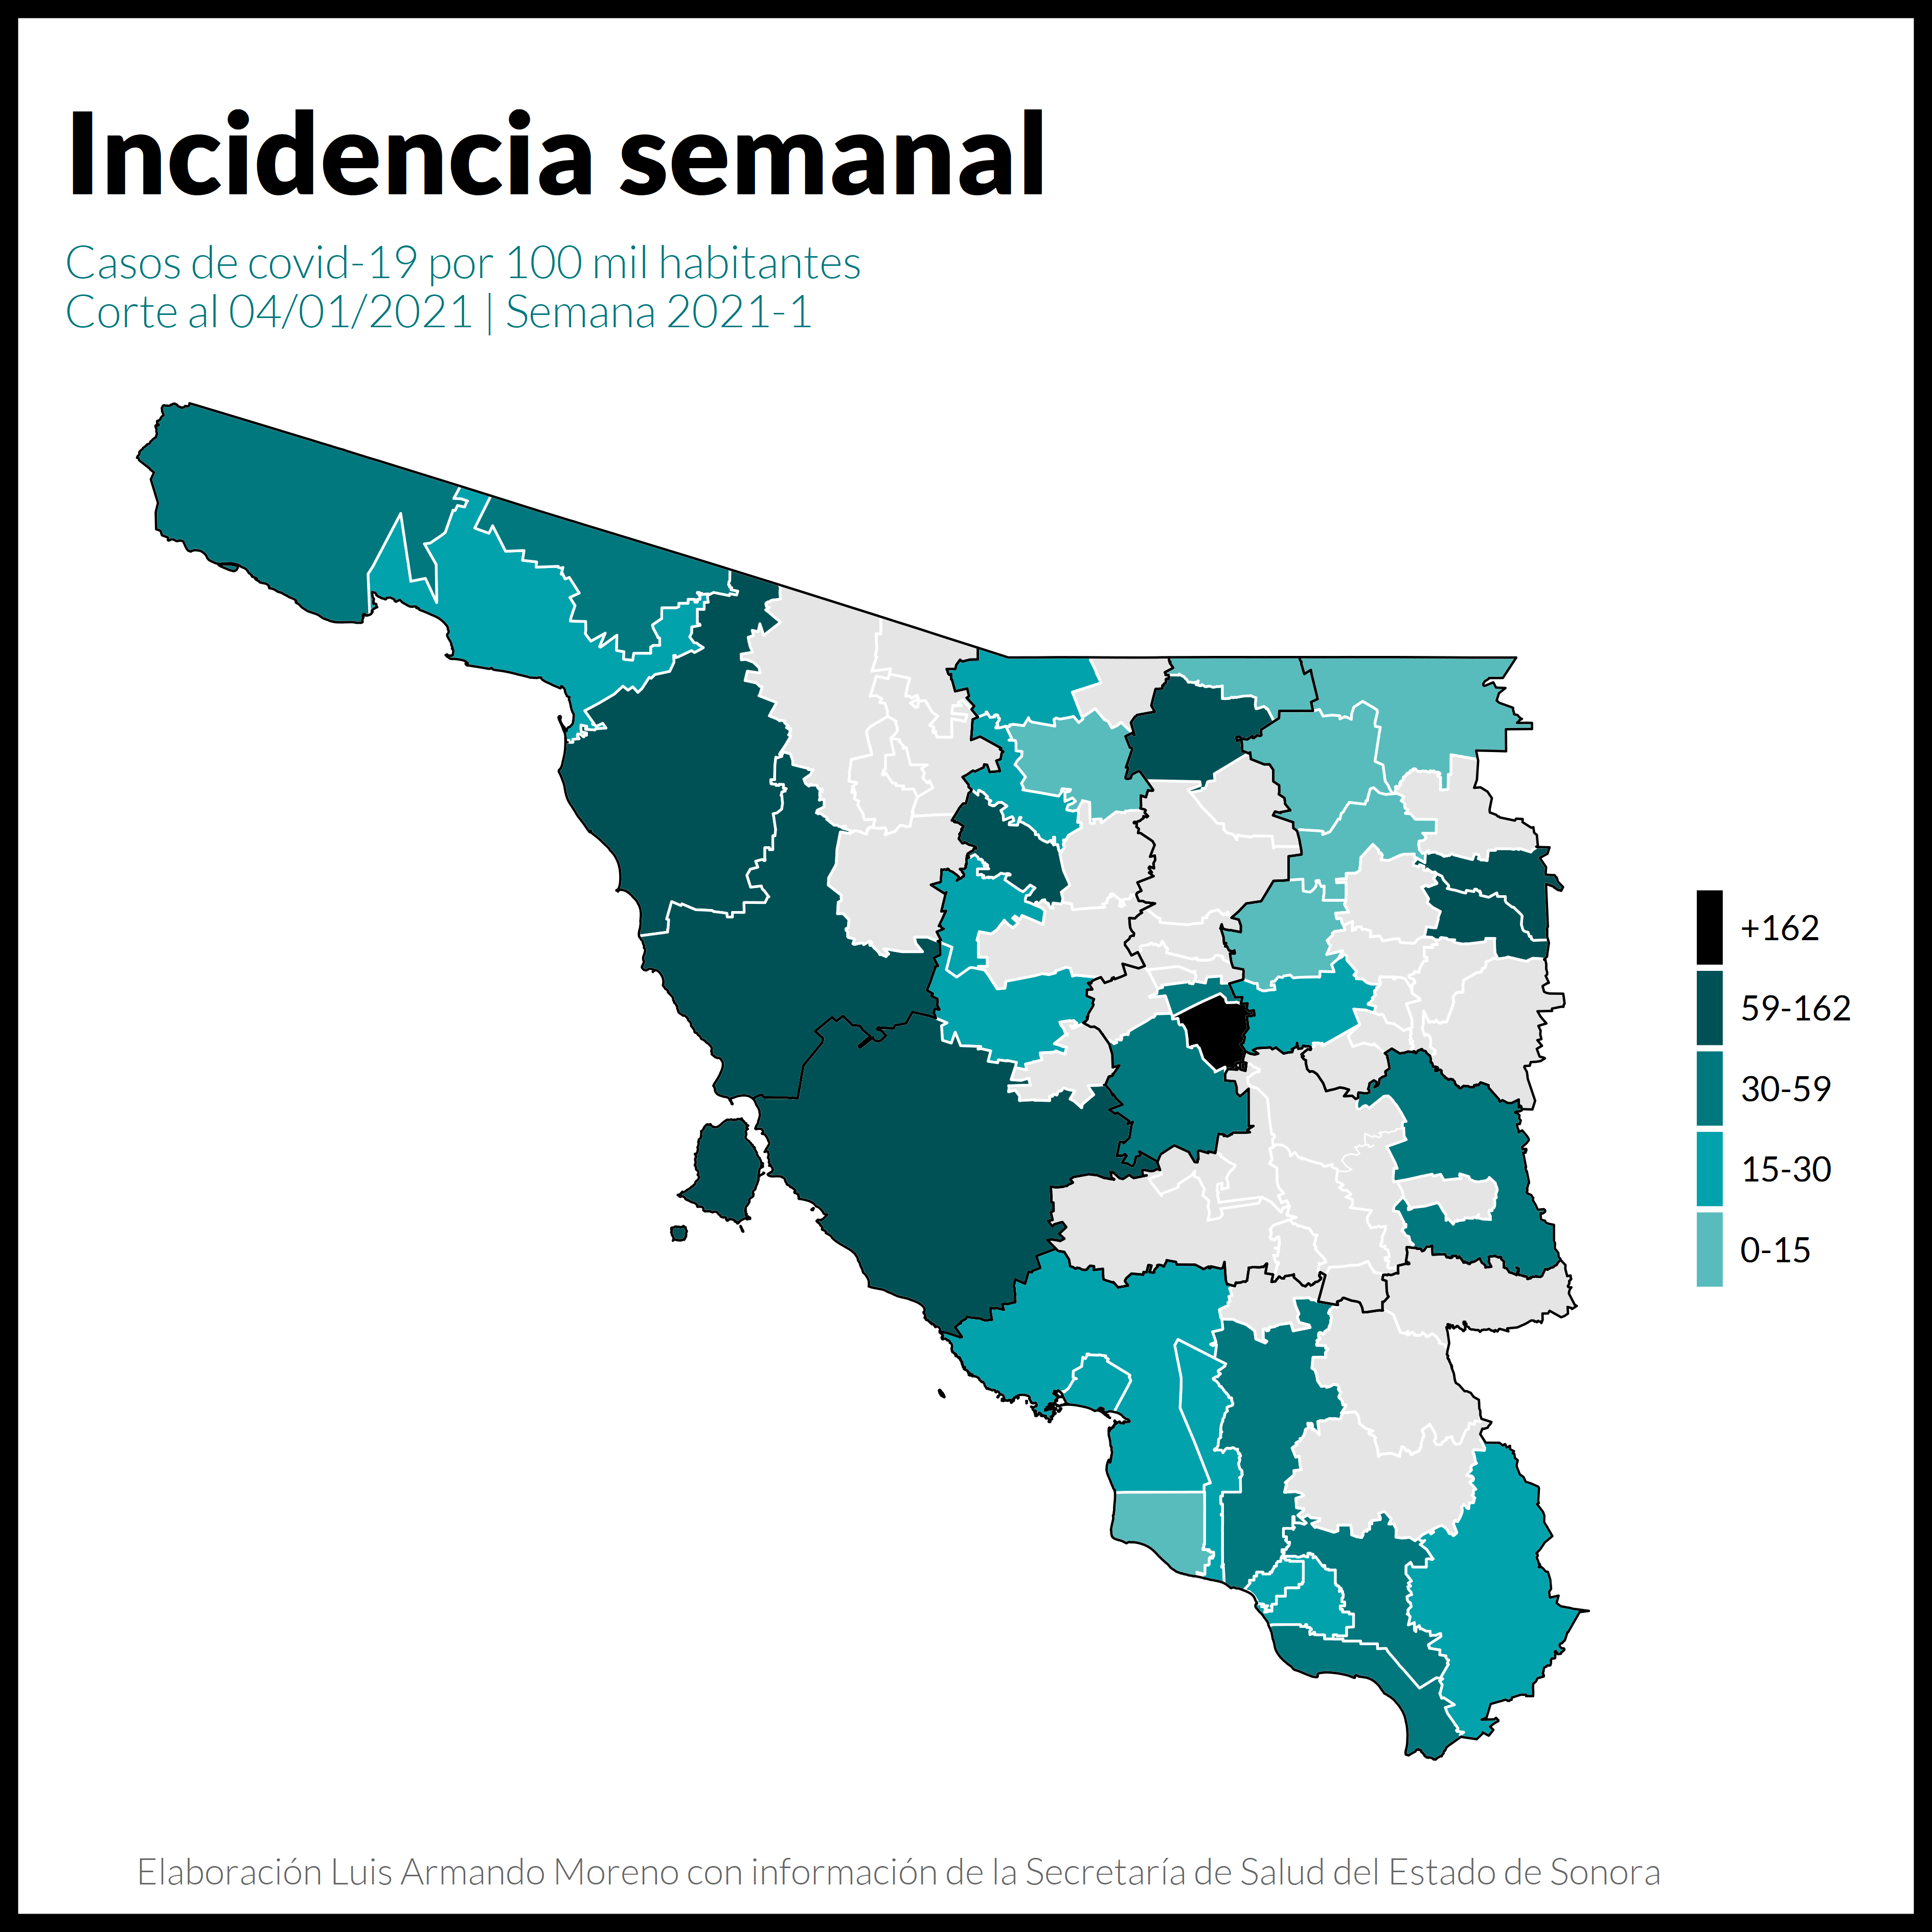 Incidencia semanal
Casos de covid-19 por 100 mil habitantes
Corte al 04/01/2021 | Semana 2021-1
+162
59-162
30-59
15-30
0-15
Elaboración Luis Armando Moreno con información de la Secretaría de Salud del Estado de Sonora